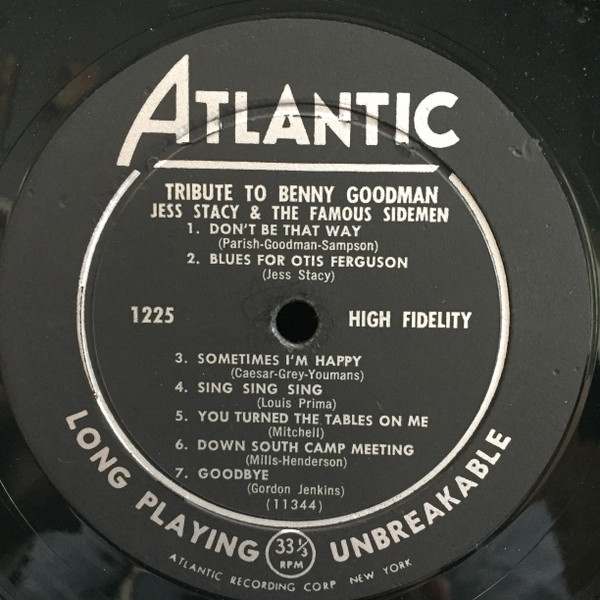 ATLANTIC
TRIBUTE TO BENNY GOODMAN
JESS STACY & THE FAMOUS SIDEMEN
1. DON'T BE THAT WAY
(Parish-Goodman-Sampson)
2. BLUES FOR OTIS FERGUSON
(Jess Stacy)
1225
HIGH FIDELITY
3. SOMETIMES I'M HAPPY
(Caesar-Grey-Youmans)
4. SING SING SING
(Louis Prima)
5. YOU TURNED THE TABLES ON ME
(Mitchell)
6. DOWN SOUTH CAMP MEETING
(Mills-Henderson)
7. GOODBYE
(Gordon Jenkins)
(11344)
LONG PLAYING 33 1/3 RPM UNBREAKABLE
ATLANTIC RECORDING CORP NEW YORK